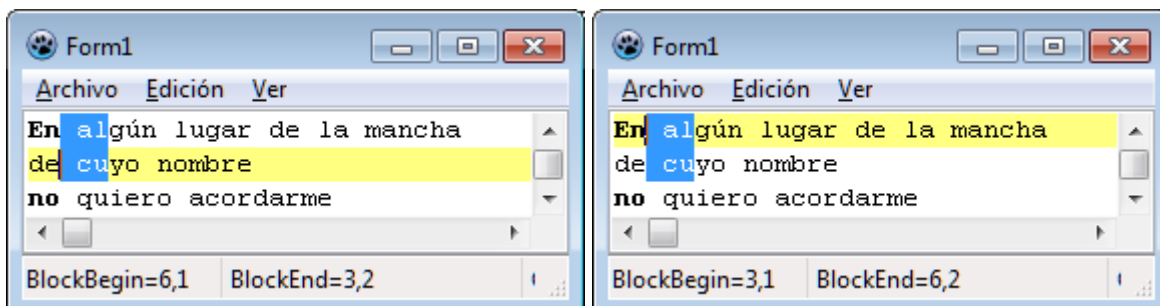 Form1
Archivo Edición Ver
En algún lugar de la mancha
de cuyo nombre
no quiero acordarme
BlockBegin=6,1 BlockEnd=3,2
Form1
Archivo Edición Ver
En algún lugar de la mancha
de cuyo nombre
no quiero acordarme
BlockBegin=3,1 BlockEnd=6,2